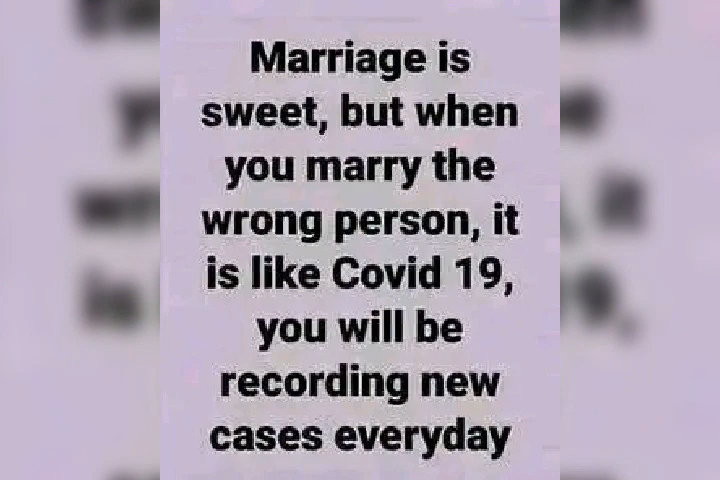 Marriage is
sweet, but when
you marry the
wrong person, it
is like Covid 19,
you will be
recording new
cases everyday